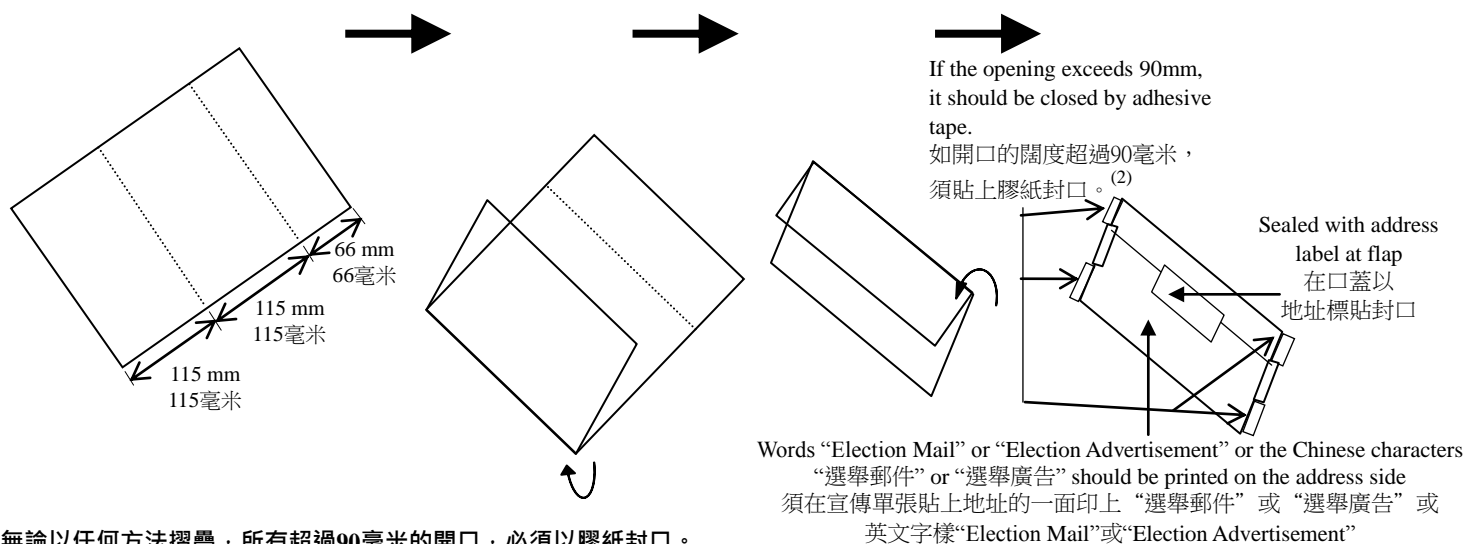 If the opening exceeds 90mm,
it should be closed by adhesive
tape.
如開口的闊度超過90毫米，
須貼上膠紙封口。(2)
Sealed with address
label at flap
在口蓋以
地址標貼封口
66 mm
66毫米
115 mm
115毫米
115 mm
115毫米
Words “Election Mail” or “Election Advertisement” or the Chinese characters
“選舉郵件” or “選舉廣告” should be printed on the address side
須在宣傳單張貼上地址的一面印上“選舉郵件”或“選舉廣告”或
英文字樣“Election Mail”或“Election Advertisement”
無論以任何方法摺疊，所有超過90毫米的開口，必須以膠紙封口。